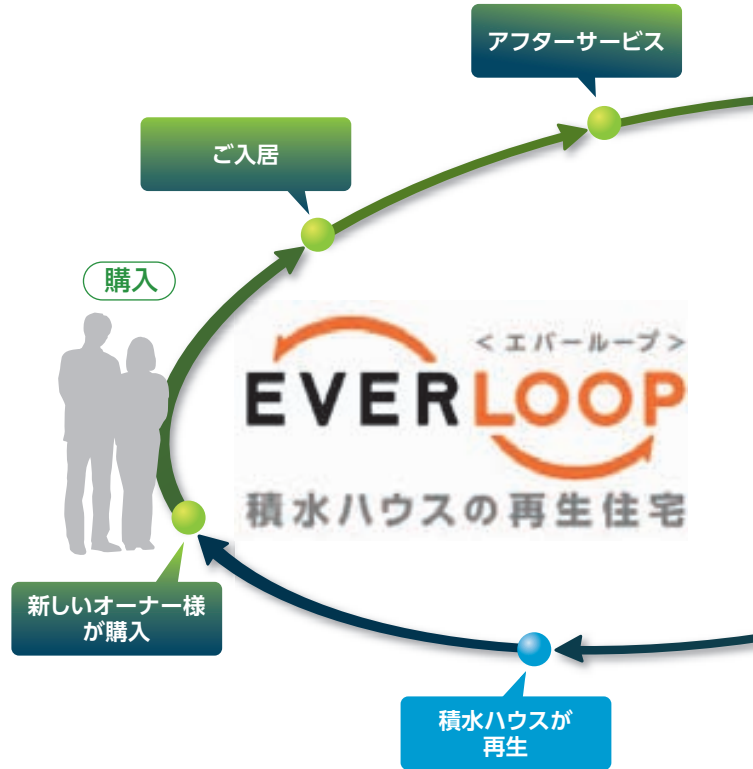 アフターサービス
ご入居
購入
＜エバーループ＞
EVERLOOP
積水ハウスの再生住宅
新しいオーナー様
が購入
積水ハウスが
再生